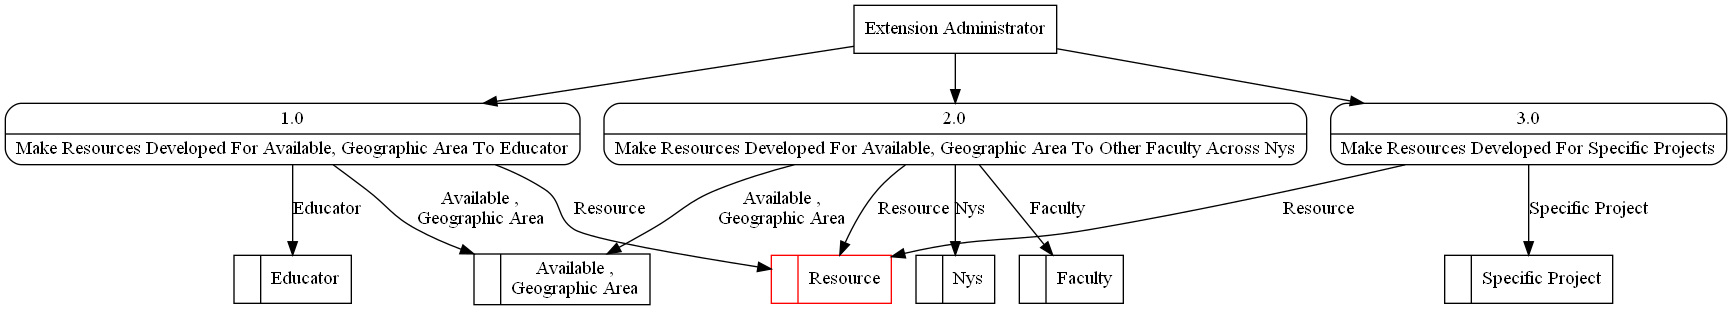 Extension Administrator
1.0
Make Resources Developed For Available, Geographic Area To Educator
2.0
Make Resources Developed For Available, Geographic Area To Other Faculty Across Nys
3.0
Make Resources Developed For Specific Projects
Educator
Available ,
Geographic Area
Resource
Available ,
Geographic Area
Resource
Nys
Faculty
Resource
Specific Project
Educator
Available ,
Geographic Area
Resource
Nys
Faculty
Specific Project